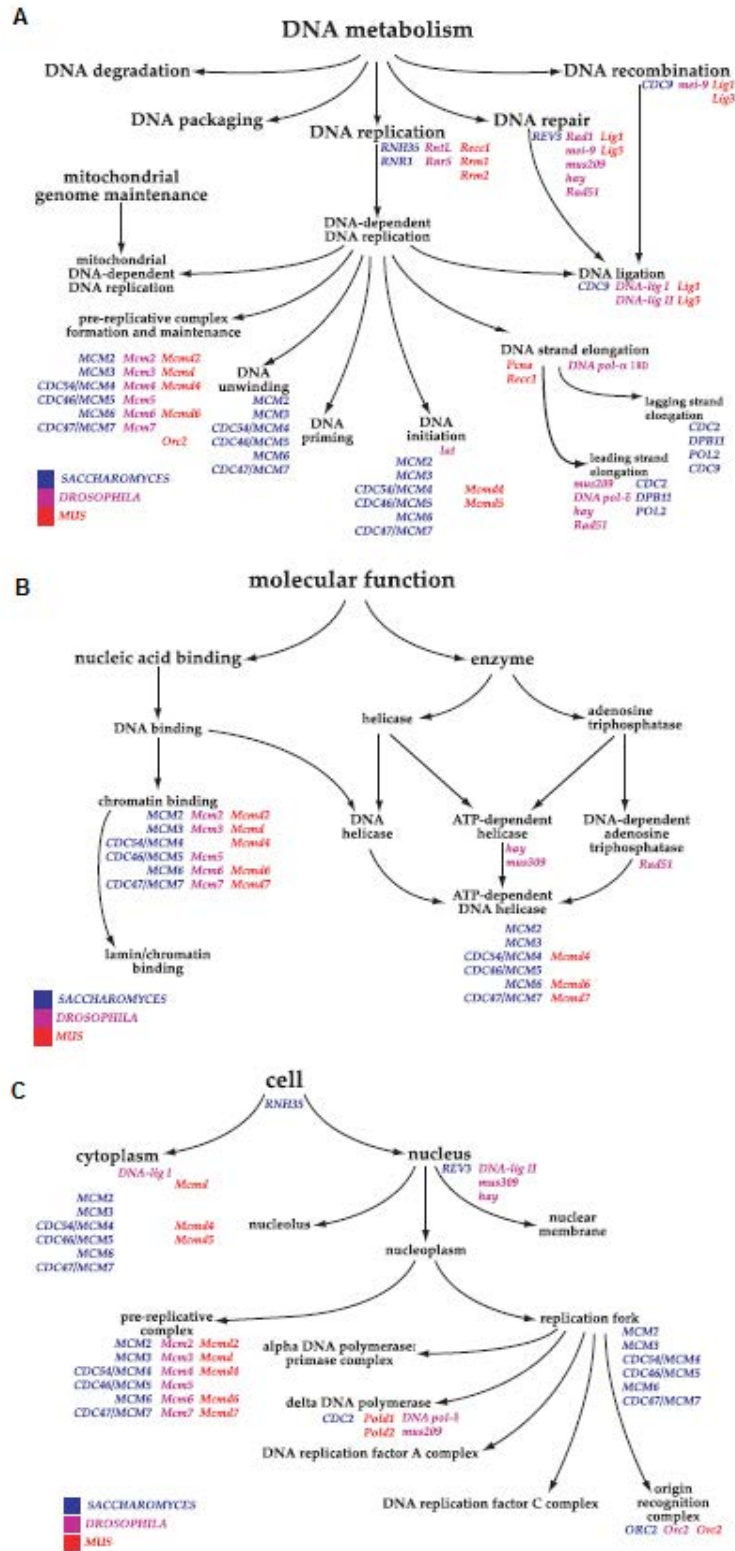 A
DNA metabolism
DNA degradation
DNA recombination
CDC9 mei-9 Lig1
Lig3
DNA packaging
DNA replication
RNH35 RntL Recc1
RNR1 Rnr5 Rrm1
Rrm2
DNA repair
REV3 Rad1 Lig1
mei-9 Lig3
mus209
hay
Rad51
mitochondrial
genome maintenance
DNA-dependent
DNA replication
mitochondrial
DNA-dependent
DNA replication
DNA ligation
CDC9 DNA-lig I Lig1
DNA-lig II Lig3
pre-replicative complex
formation and maintenance
MCM2 Mcm2 Mcmd2
MCM3 Mcm3 Mcmd
CDC54/MCM4 Mcm4 Mcmd4
CDC46/MCM5 Mcm5
MCM6 Mcm6 Mcmd6
CDC47/MCM7 Mcm7
Orc2
DNA
unwinding
MCM2
MCM3
CDC54/MCM4
CDC46/MCM5
MCM6
CDC47/MCM7
DNA
priming
DNA
initiation
lat
MCM2
MCM3
CDC54/MCM4 Mcmd4
CDC46/MCM5 Mcmd5
MCM6
CDC47/MCM7
DNA strand elongation
Pcna DNA pol-α 180
Recc1
lagging strand
elongation
CDC2
DPB11
POL2
CDC9
leading strand
elongation
mus209 CDC2
DNA pol-δ DPB11
hay POL2
Rad51
SACCHAROMYCES
DROSOPHILA
MUS
B
molecular function
nucleic acid binding
enzyme
DNA binding
helicase
adenosine
triphosphatase
chromatin binding
MCM2 Mcm2 Mcmd2
MCM3 Mcm3 Mcmd
CDC54/MCM4 Mcmd4
CDC46/MCM5 Mcm5
MCM6 Mcm6 Mcmd6
CDC47/MCM7 Mcm7 Mcmd7
DNA
helicase
ATP-dependent
helicase
hay
mus309
DNA-dependent
adenosine
triphosphatase
Rad51
ATP-dependent
DNA helicase
MCM2
MCM3
CDC54/MCM4 Mcmd4
CDC46/MCM5
MCM6 Mcmd6
CDC47/MCM7 Mcmd7
lamin/chromatin
binding
SACCHAROMYCES
DROSOPHILA
MUS
C
cell
RNH35
cytoplasm
DNA-lig I
Mcmd
MCM2
MCM3
CDC54/MCM4 Mcmd4
CDC46/MCM5 Mcmd5
MCM6
CDC47/MCM7
nucleus
REV3 DNA-lig II
mus309
hay
nucleolus
nuclear
membrane
nucleoplasm
pre-replicative
complex
MCM2 Mcm2 Mcmd2
MCM3 Mcm3 Mcmd
CDC54/MCM4 Mcm4 Mcmd4
CDC46/MCM5 Mcm5
MCM6 Mcm6 Mcmd6
CDC47/MCM7 Mcm7 Mcmd7
replication fork
MCM2
MCM3
CDC54/MCM4
CDC46/MCM5
MCM6
CDC47/MCM7
alpha DNA polymerase:
primase complex
delta DNA polymerase
CDC2 Pold1 DNA pol-δ
Pold2 mus209
DNA replication factor A complex
DNA replication factor C complex
origin
recognition
complex
ORC2 Orc2 Orc2
SACCHAROMYCES
DROSOPHILA
MUS